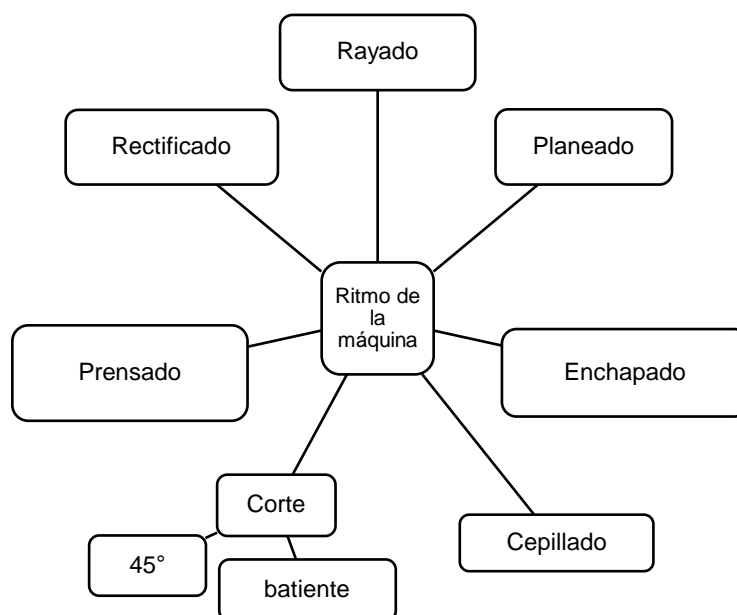 Rayado
Rectificado
Planeado
Ritmo de
la
máquina
Prensado
Enchapado
Corte
Cepillado
45°
batiente